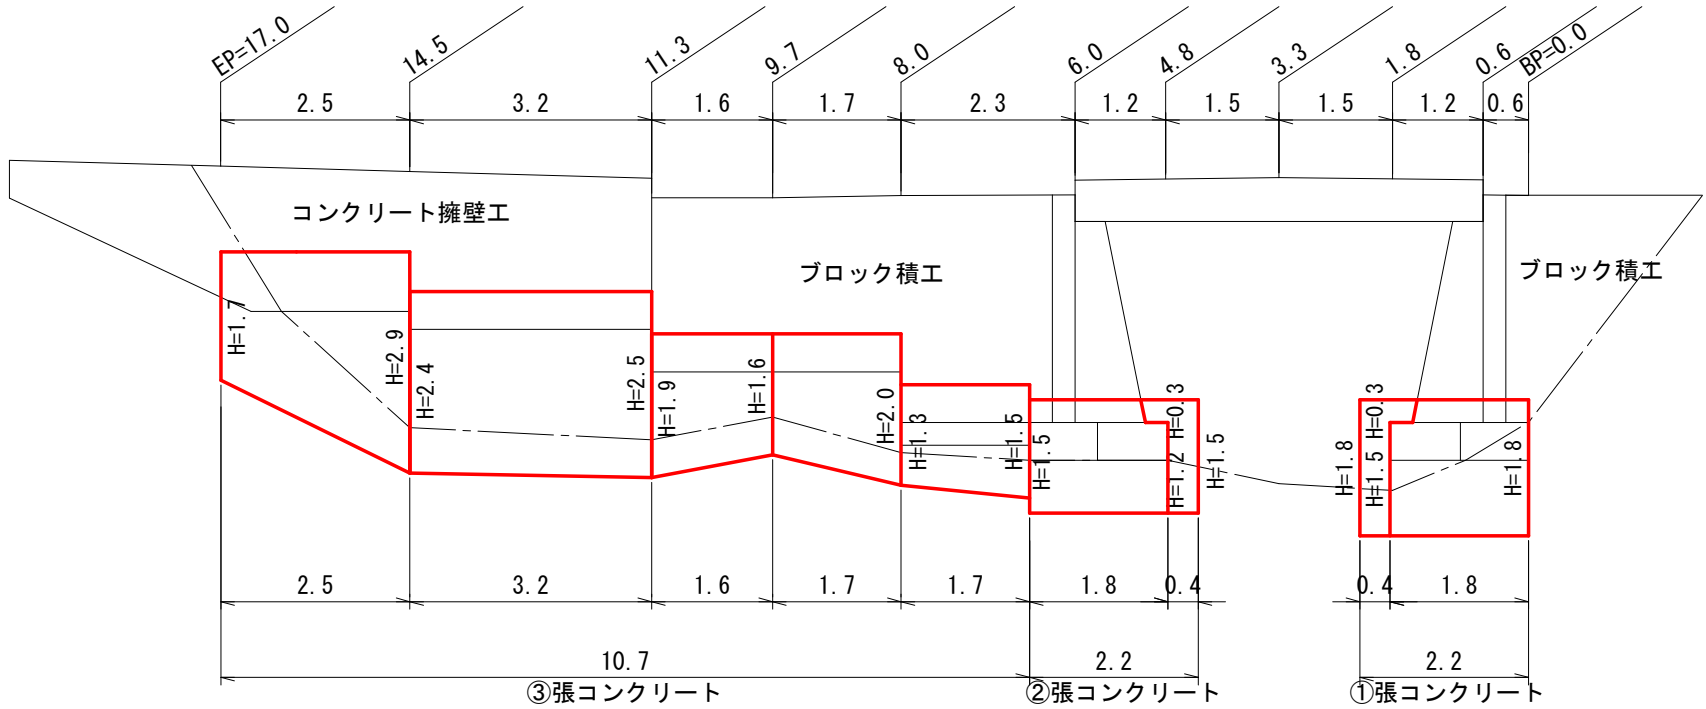 EP=17.0
14.5
11.3
9.7
8.0
6.0
4.8
3.3
1.8
0.6
BP=0.0
2.5
3.2
1.6
1.7
2.3
1.2
1.5
1.5
1.2
0.6
コンクリート擁壁工
ブロック積工
ブロック積工
H=1.7
H=2.9
H=2.4
H=2.5
H=1.9
H=1.6
H=2.0
H=1.3
H=1.5
H=1.5
H=0.3
H=1.2
H=1.5
H=1.8
H=0.3
H=1.5
H=1.8
2.5
3.2
1.6
1.7
1.7
1.8
0.4
0.4
1.8
10.7
2.2
2.2
③張コンクリート
②張コンクリート
①張コンクリート